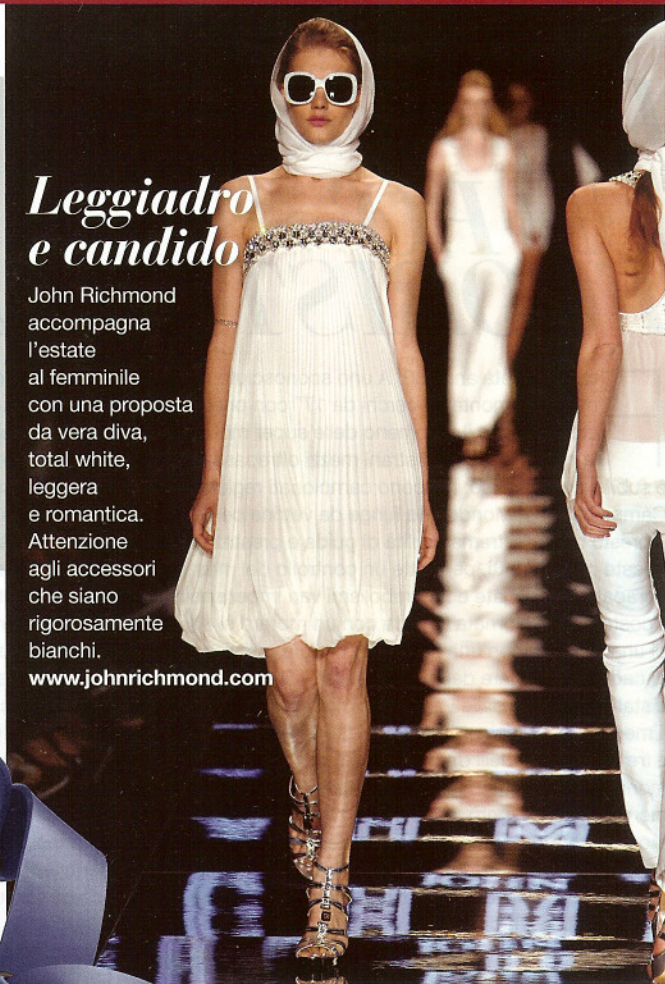 Leggiadro
e candido
John Richmond
accompagna
l'estate
al femminile
con una proposta
da vera diva,
total white,
leggera
e romantica.
Attenzione
agli accessori
che siano
rigorosamente
bianchi.
www.johnrichmond.com